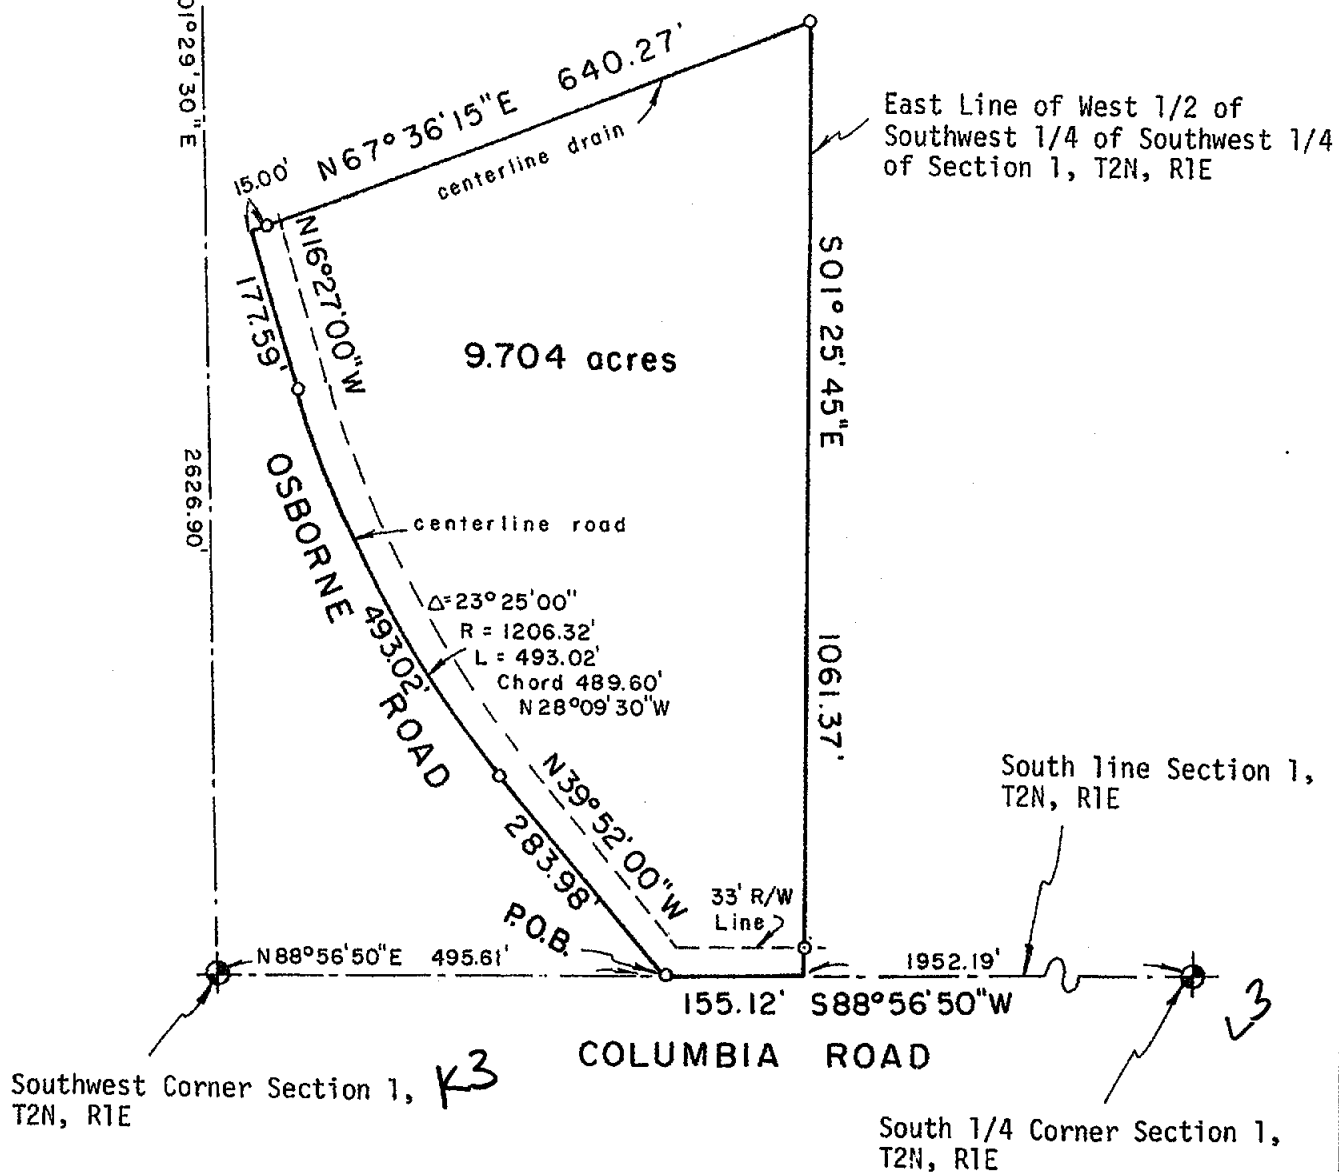 01°29'30"E
N67°36'15"E 640.27'
centerline drain
15.00'
East Line of West 1/2 of
Southwest 1/4 of Southwest 1/4
of Section 1, T2N, R1E
N16°27'00"W
177.59'
S01°25'45"E
9.704 acres
2626.90'
OSBORNE ROAD
centerline road
493.02'
Δ=23°25'00"
R = 1206.32'
L = 493.02'
Chord 489.60'
N28°09'30"W
1061.37'
N39°52'00"W
283.98'
South line Section 1,
T2N, R1E
33' R/W
Line
P.O.B.
N88°56'50"E 495.61'
1952.19'
155.12' S88°56'50"W
L3
COLUMBIA ROAD
Southwest Corner Section 1,
T2N, R1E
K3
South 1/4 Corner Section 1,
T2N, R1E